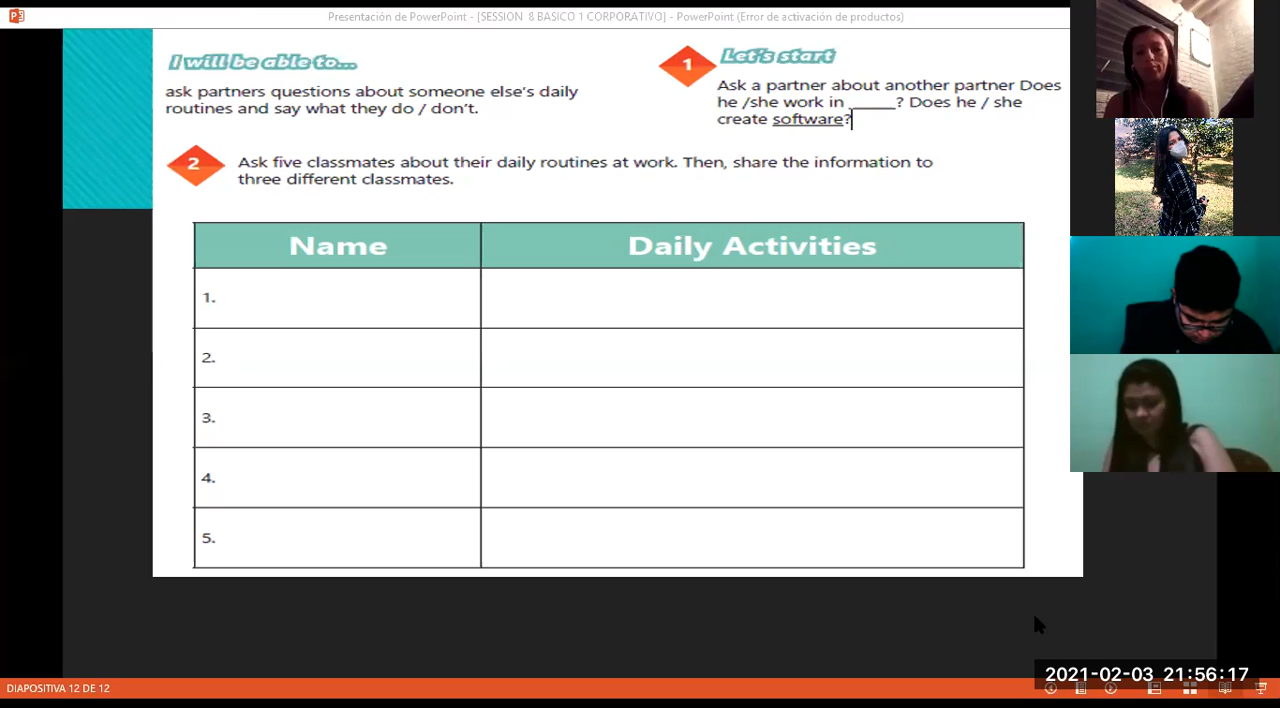 Presentación de PowerPoint - [SESSION 8 BASICO 1 CORPORATIVO] - PowerPoint (Error de activación de productos)
I will be able to...
ask partners questions about someone else's daily
routines and say what they do / don't.
1
Let's start
Ask a partner about another partner Does
he /she work in _____? Does he / she
create software?
2
Ask five classmates about their daily routines at work. Then, share the information to
three different classmates.
Name
Daily Activities
1.
2.
3.
4.
5.
2021-02-03 21:56:17
DIAPOSITIVA 12 DE 12